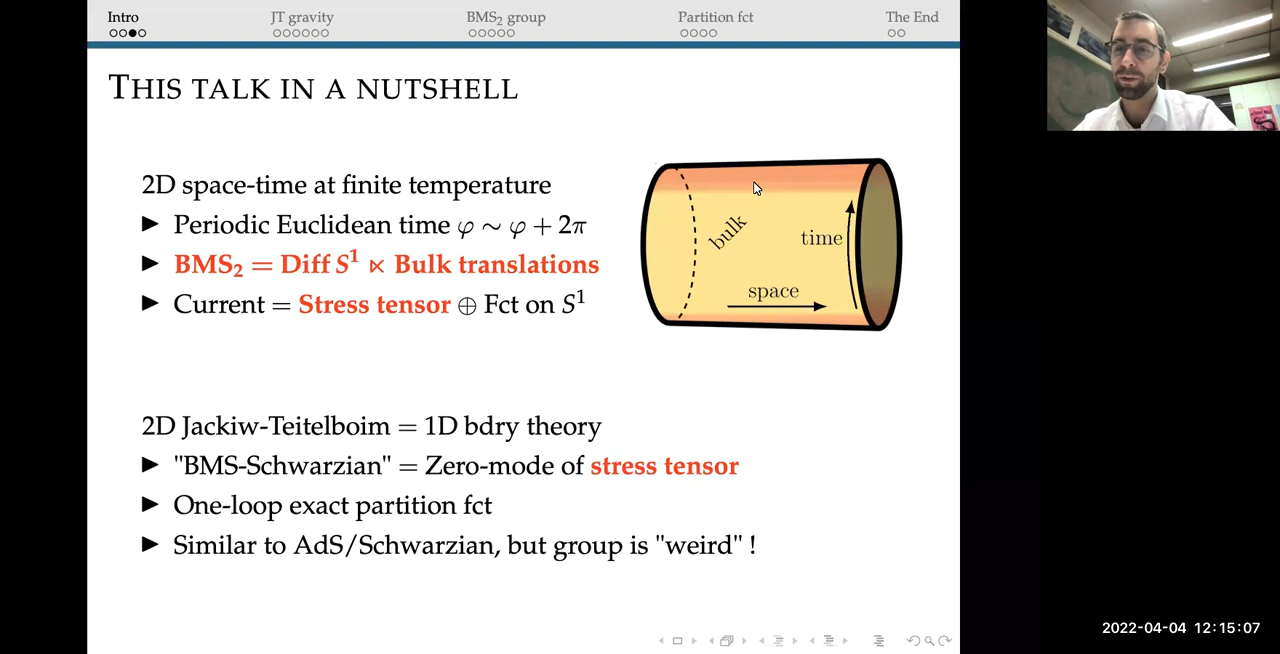 Intro JT gravity BMS₂ group Partition fct The End
THIS TALK IN A NUTSHELL
2D space-time at finite temperature
► Periodic Euclidean time φ ∼ φ + 2π
► BMS₂ = Diff S¹ ⋉ Bulk translations
► Current = Stress tensor ⊕ Fct on S¹
bulk
time
space
2D Jackiw-Teitelboim = 1D bdry theory
► "BMS-Schwarzian" = Zero-mode of stress tensor
► One-loop exact partition fct
► Similar to AdS/Schwarzian, but group is "weird" !
2022-04-04 12:15:07